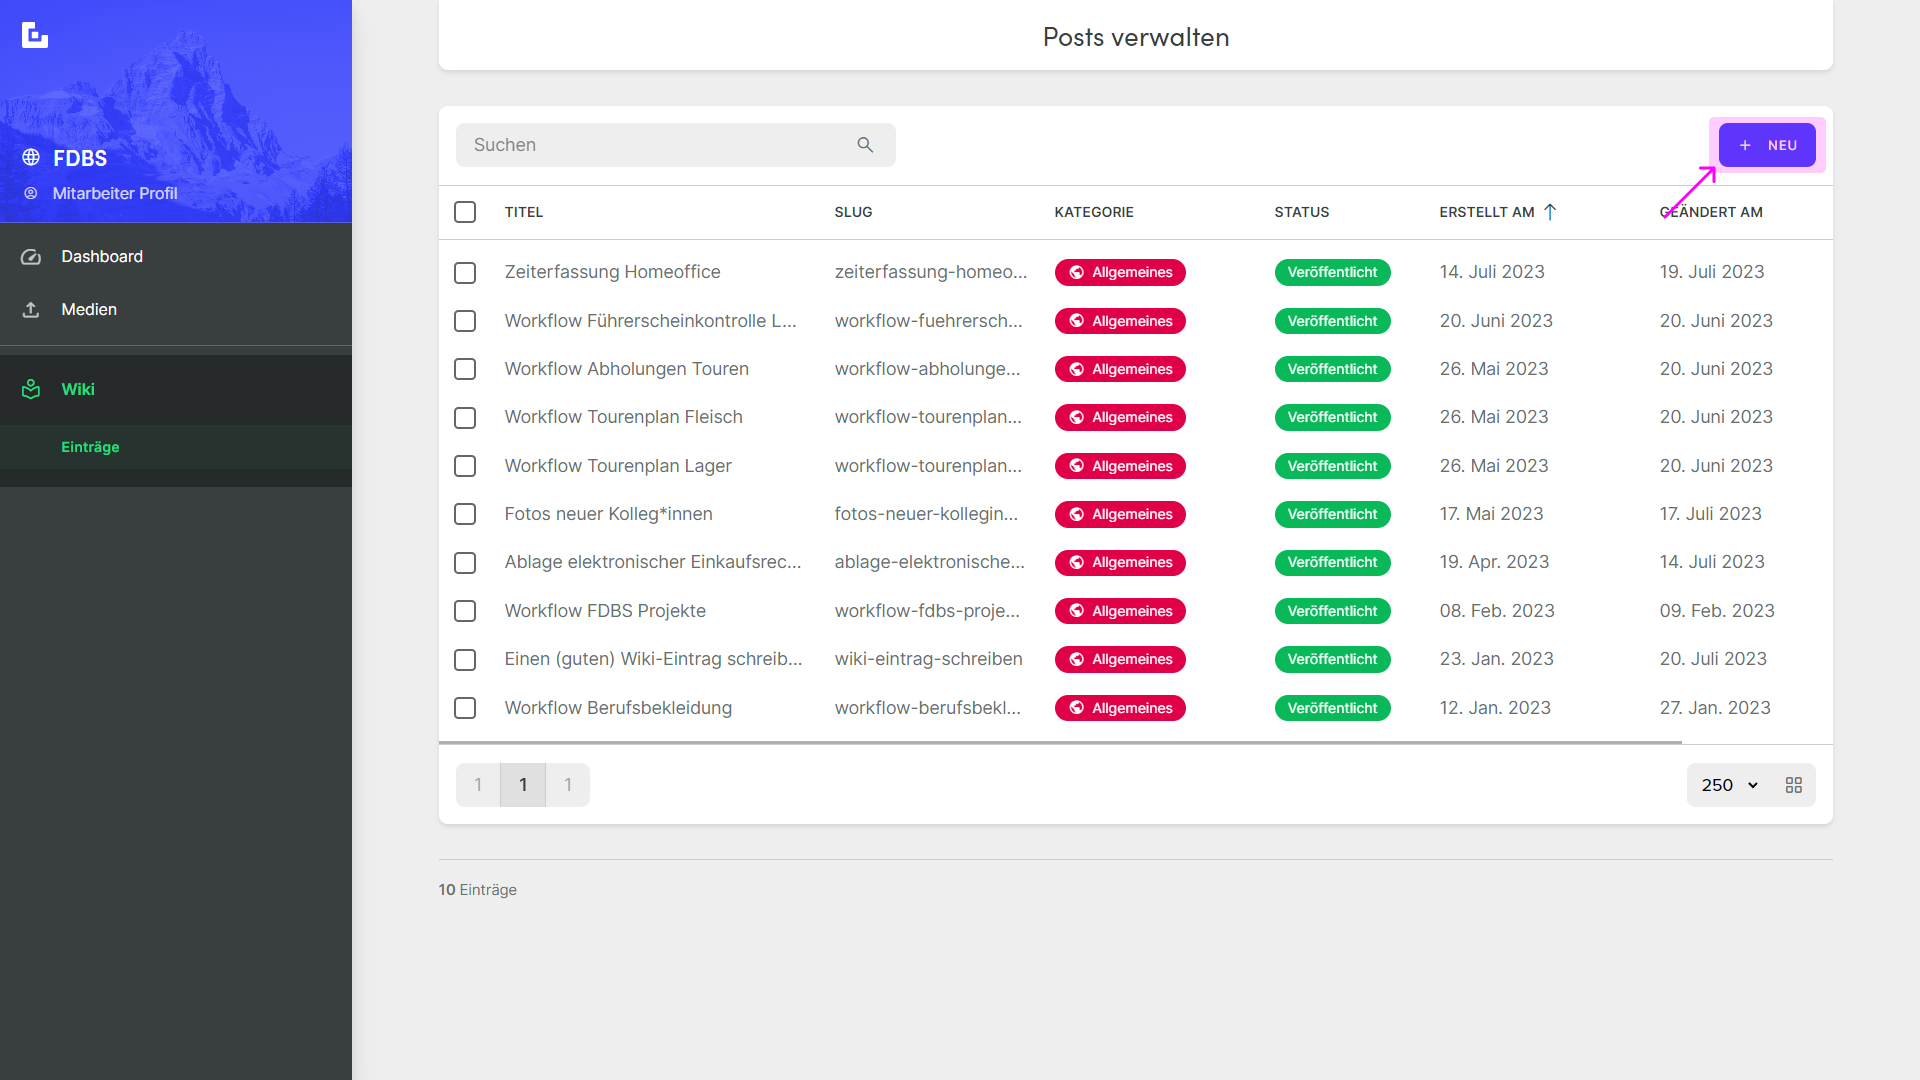 Posts verwalten
FDBS
Mitarbeiter Profil
Dashboard
Medien
Wiki
Einträge
Suchen
+ NEU
TITEL SLUG KATEGORIE STATUS ERSTELLT AM GEÄNDERT AM
Zeiterfassung Homeoffice zeiterfassung-homeo... Allgemeines Veröffentlicht 14. Juli 2023 19. Juli 2023
Workflow Führerscheinkontrolle L... workflow-fuehrersch... Allgemeines Veröffentlicht 20. Juni 2023 20. Juni 2023
Workflow Abholungen Touren workflow-abholunge... Allgemeines Veröffentlicht 26. Mai 2023 20. Juni 2023
Workflow Tourenplan Fleisch workflow-tourenplan... Allgemeines Veröffentlicht 26. Mai 2023 20. Juni 2023
Workflow Tourenplan Lager workflow-tourenplan... Allgemeines Veröffentlicht 26. Mai 2023 20. Juni 2023
Fotos neuer Kolleg*innen fotos-neuer-kollegin... Allgemeines Veröffentlicht 17. Mai 2023 17. Juli 2023
Ablage elektronischer Einkaufsrec... ablage-elektronische... Allgemeines Veröffentlicht 19. Apr. 2023 14. Juli 2023
Workflow FDBS Projekte workflow-fdbs-proje... Allgemeines Veröffentlicht 08. Feb. 2023 09. Feb. 2023
Einen (guten) Wiki-Eintrag schreib... wiki-eintrag-schreiben Allgemeines Veröffentlicht 23. Jan. 2023 20. Juli 2023
Workflow Berufsbekleidung workflow-berufsbekl... Allgemeines Veröffentlicht 12. Jan. 2023 27. Jan. 2023
1 1 1 250
10 Einträge